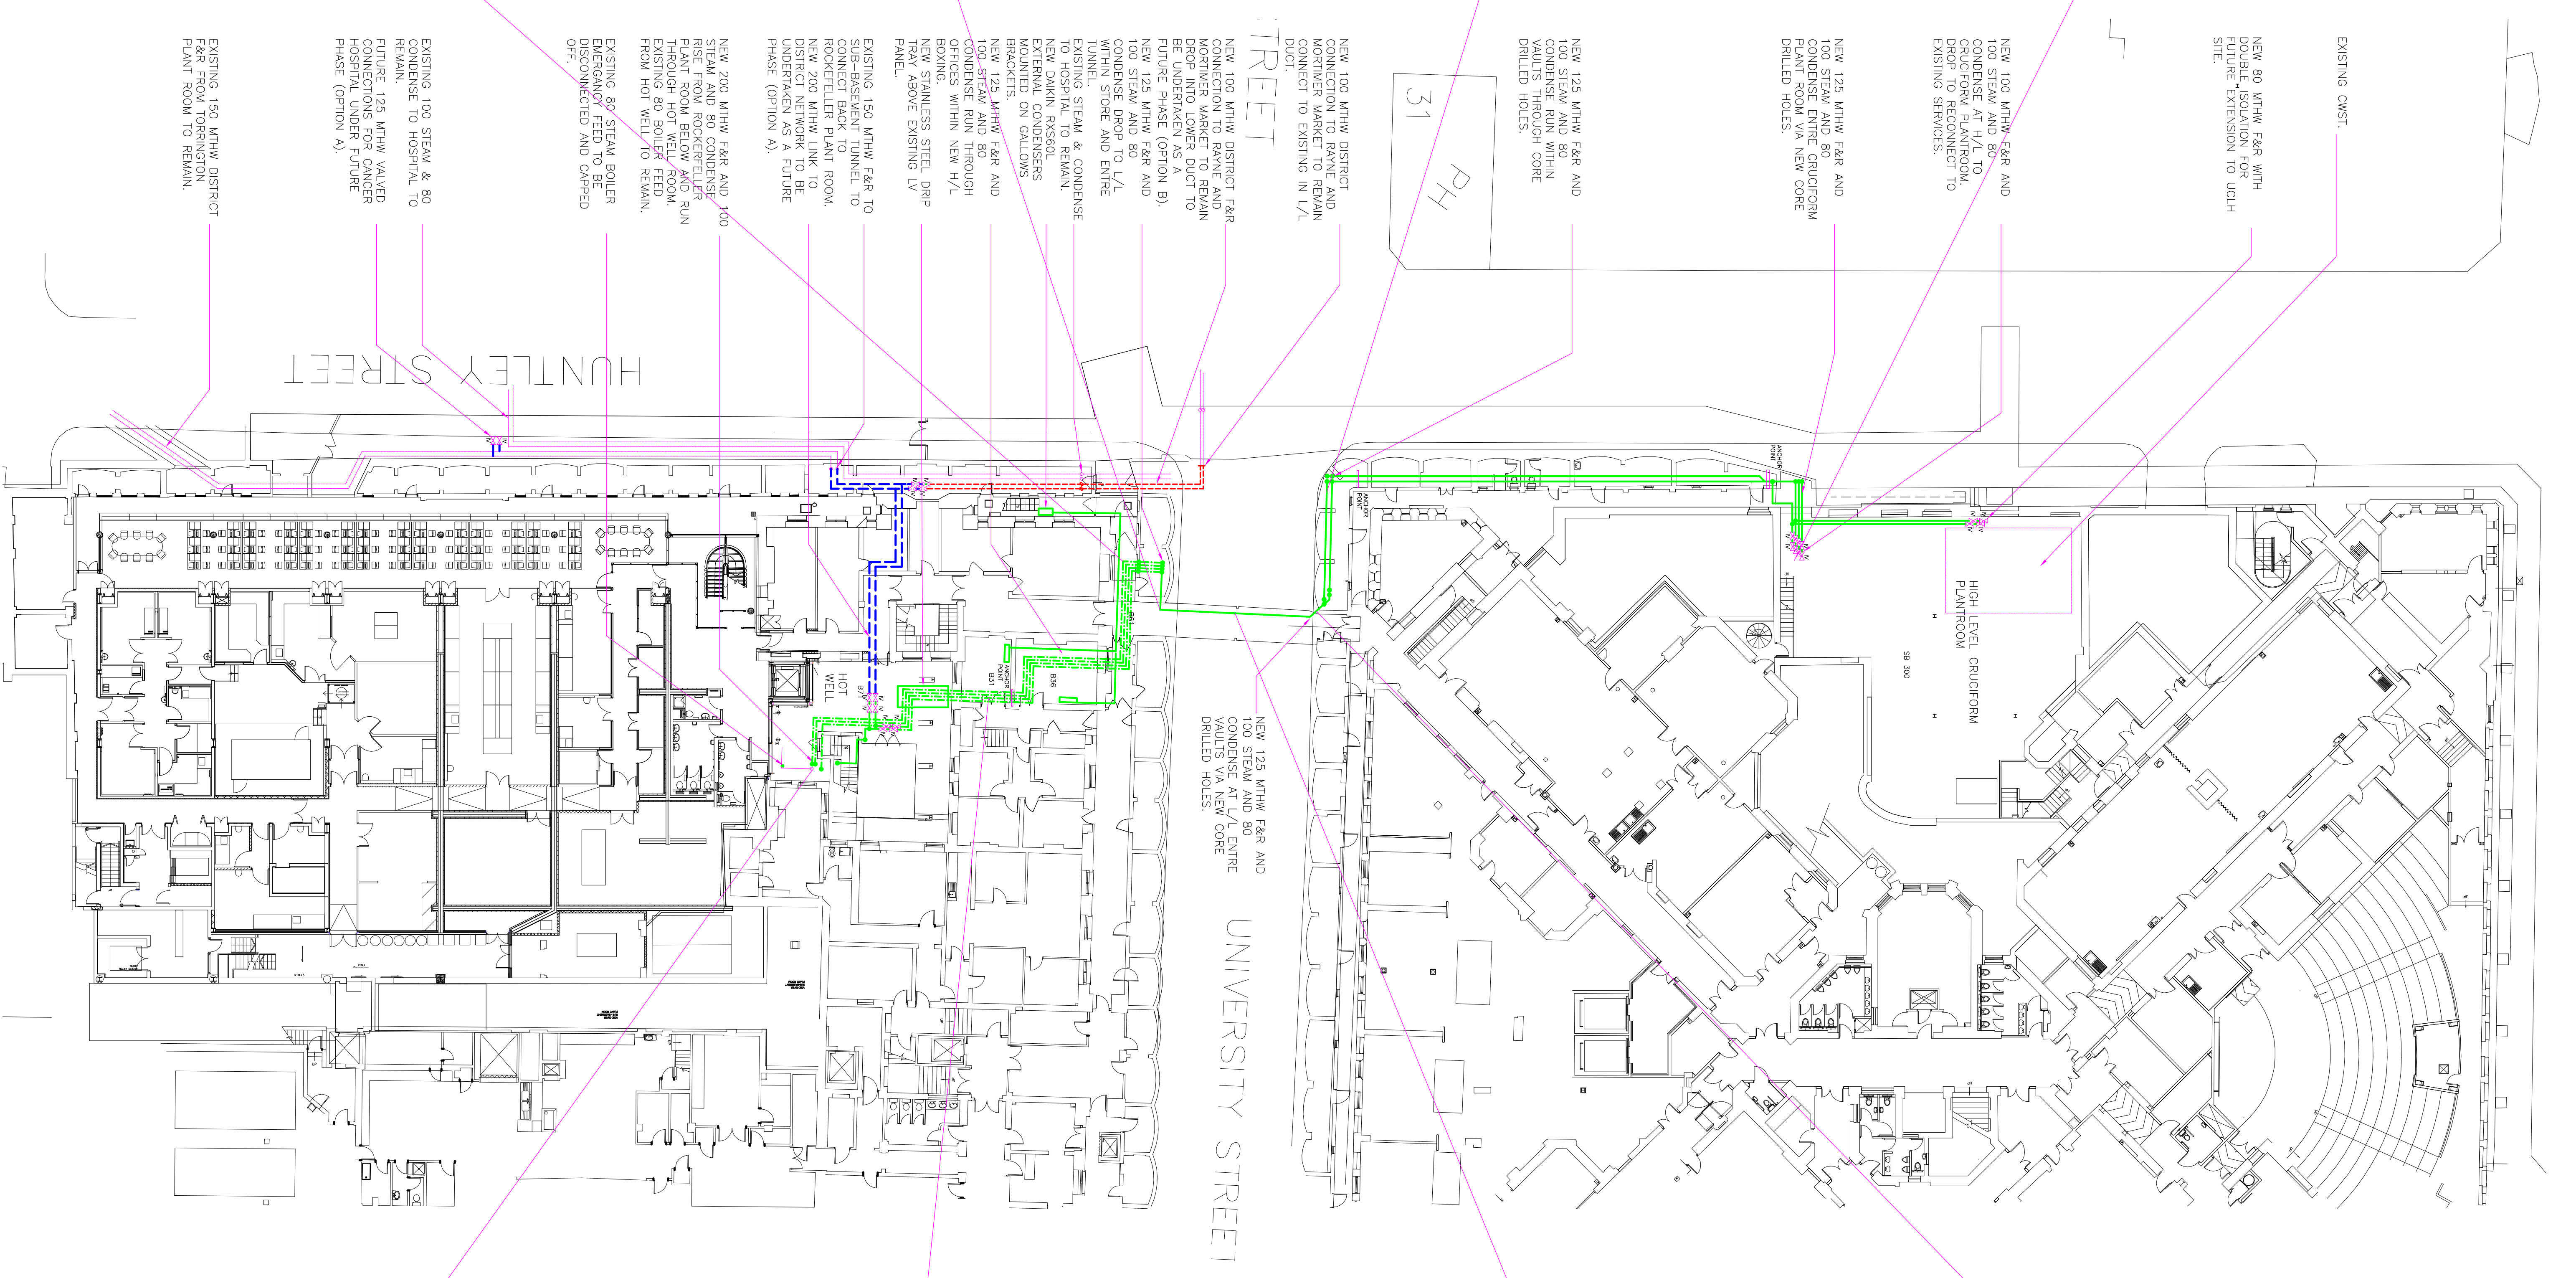 EXISTING CWST.
NEW 80 MTHW F&R WITH
DOUBLE ISOLATION FOR
FUTURE EXTENSION TO UCLH
SITE.
NEW 100 MTHW F&R AND
100 STEAM AND 80
CONDENSE AT H/L TO
CRUCIFORM PLANTROOM.
DROP TO RECONNECT TO
EXISTING SERVICES.
NEW 125 MTHW F&R AND
100 STEAM AND 80
CONDENSE ENTRE CRUCIFORM
PLANT ROOM VIA NEW CORE
DRILLED HOLES.
NEW 125 MTHW F&R AND
100 STEAM AND 80
CONDENSE RUN WITHIN
VAULTS THROUGH CORE
DRILLED HOLES.
31
PH
NEW 100 MTHW DISTRICT
CONNECTION TO RAYNE AND
MORTIMER MARKET TO REMAIN
CONNECT TO EXISTING IN L/L
DUCT.
TREET
NEW 100 MTHW DISTRICT F&R
CONNECTION TO RAYNE AND
MORTIMER MARKET TO REMAIN
DROP INTO LOWER DUCT TO
BE UNDERTAKEN AS A
FUTURE PHASE (OPTION B).
NEW 125 MTHW F&R AND
100 STEAM AND 80
CONDENSE DROP TO L/L
WITHIN STORE AND ENTRE
TUNNEL.
EXISTING STEAM & CONDENSE
TO HOSPITAL TO REMAIN.
NEW DAIKIN RXS60L
EXTERNAL CONDENSERS
MOUNTED ON GALLOWS
BRACKETS.
NEW 125 MTHW F&R AND
100 STEAM AND 80
CONDENSE RUN THROUGH
OFFICES WITHIN NEW H/L
BOXING.
NEW STAINLESS STEEL DRIP
TRAY ABOVE EXISTING LV
PANEL.
EXISTING 150 MTHW F&R TO
SUB-BASEMENT TUNNEL TO
CONNECT BACK TO
ROCKEFELLER PLANT ROOM.
NEW 200 MTHW LINK TO
DISTRICT NETWORK TO BE
UNDERTAKEN AS A FUTURE
PHASE (OPTION A).
NEW 200 MTHW F&R AND 100
STEAM AND 80 CONDENSE
RISE FROM ROCKERFELLER
PLANT ROOM BELOW AND RUN
THROUGH HOT WELL ROOM.
EXISTING 80 BOILER FEED
FROM HOT WELL TO REMAIN.
EXISTING 80 STEAM BOILER
EMERGANCY FEED TO BE
DISCONNECTED AND CAPPED
OFF.
EXISTING 100 STEAM & 80
CONDENSE TO HOSPITAL TO
REMAIN.
FUTURE 125 MTHW VALVED
CONNECTIONS FOR CANCER
HOSPITAL UNDER FUTURE
PHASE (OPTION A).
EXISTING 150 MTHW DISTRICT
F&R FROM TORRINGTON
PLANT ROOM TO REMAIN.
HUNTLEY STREET
ANCHOR
POINT
ANCHOR
POINT
HIGH LEVEL CRUCIFORM
PLANTROOM
SB 300
B36
ANCHOR
POINT
B31
HOT
WELL
B71
NEW 125 MTHW F&R AND
100 STEAM AND 80
CONDENSE AT L/L ENTRE
VAULTS VIA NEW CORE
DRILLED HOLES.
UNIVERSITY STREET